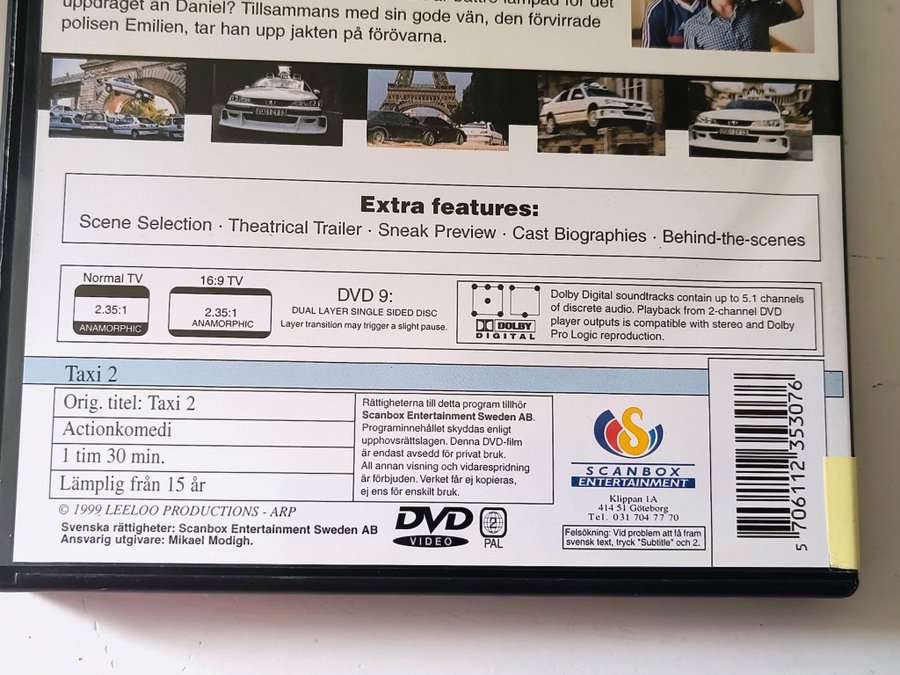 uppdraget än Daniel? Tillsammans med sin gode vän, den förvirrade
polisen Emilien, tar han upp jakten på förövarna.
Extra features:
Scene Selection · Theatrical Trailer · Sneak Preview · Cast Biographies · Behind-the-scenes
Normal TV
2.35:1
ANAMORPHIC
16:9 TV
2.35:1
ANAMORPHIC
DVD 9:
DUAL LAYER SINGLE SIDED DISC
Layer transition may trigger a slight pause.
DOLBY
DIGITAL
Dolby Digital soundtracks contain up to 5.1 channels
of discrete audio. Playback from 2-channel DVD
player outputs is compatible with stereo and Dolby
Pro Logic reproduction.
Taxi 2
Orig. titel: Taxi 2
Actionkomedi
1 tim 30 min.
Lämplig från 15 år
Rättigheterna till detta program tillhör
Scanbox Entertainment Sweden AB.
Programinnehållet skyddas enligt
upphovsrättslagen. Denna DVD-film
är endast avsedd för privat bruk.
All annan visning och vidarespridning
är förbjuden. Verket får ej kopieras,
ej ens för enskilt bruk.
S
SCANBOX
ENTERTAINMENT
Klippan 1A
414 51 Göteborg
Tel. 031 704 77 70
Felsökning: Vid problem att få fram
svensk text, tryck "Subtitle" och 2.
© 1999 LEELOO PRODUCTIONS - ARP
Svenska rättigheter: Scanbox Entertainment Sweden AB
Ansvarig utgivare: Mikael Modigh.
DVD
VIDEO
2
PAL
5 706112 353076